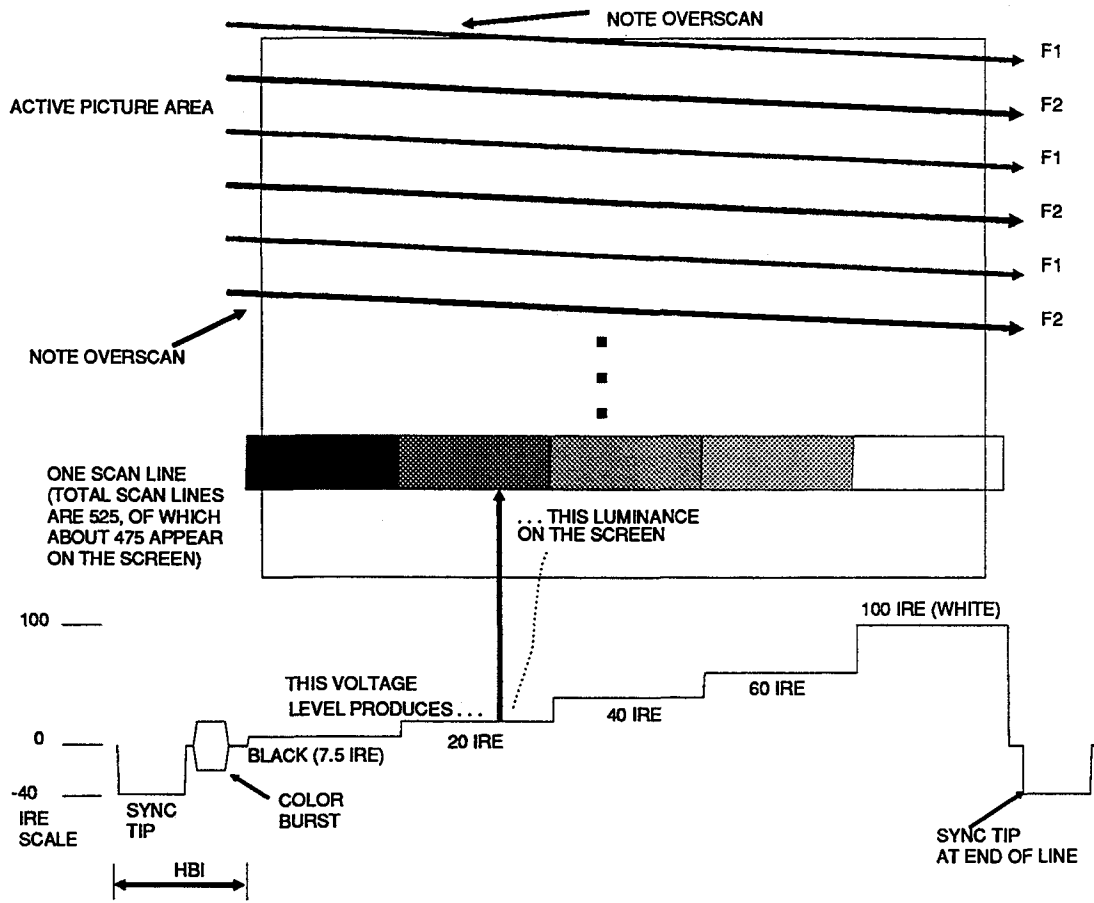 NOTE OVERSCAN
F1
ACTIVE PICTURE AREA
F2
F1
F2
F1
F2
NOTE OVERSCAN
ONE SCAN LINE
(TOTAL SCAN LINES
ARE 525, OF WHICH
ABOUT 475 APPEAR
ON THE SCREEN)
. . . THIS LUMINANCE
ON THE SCREEN
100
100 IRE (WHITE)
THIS VOLTAGE
LEVEL PRODUCES . . .
60 IRE
40 IRE
20 IRE
0
BLACK (7.5 IRE)
-40
IRE
SCALE
SYNC
TIP
COLOR
BURST
SYNC TIP
AT END OF LINE
HBI